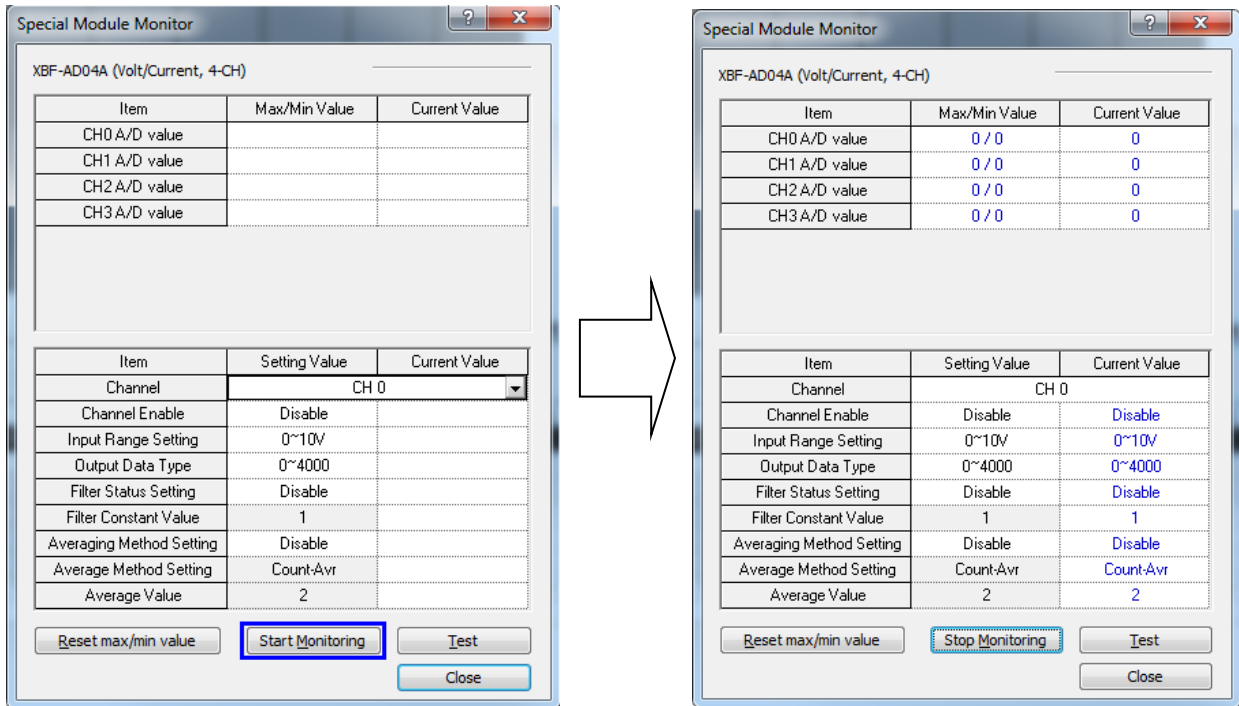 Special Module Monitor
XBF-AD04A (Volt/Current, 4-CH)
Item Max/Min Value Current Value
CH0 A/D value
CH1 A/D value
CH2 A/D value
CH3 A/D value
Item Setting Value Current Value
Channel CH 0
Channel Enable Disable
Input Range Setting 0~10V
Output Data Type 0~4000
Filter Status Setting Disable
Filter Constant Value 1
Averaging Method Setting Disable
Average Method Setting Count-Avr
Average Value 2
Reset max/min value Start Monitoring Test
Close
Special Module Monitor
XBF-AD04A (Volt/Current, 4-CH)
Item Max/Min Value Current Value
CH0 A/D value 0 / 0 0
CH1 A/D value 0 / 0 0
CH2 A/D value 0 / 0 0
CH3 A/D value 0 / 0 0
Item Setting Value Current Value
Channel CH 0
Channel Enable Disable Disable
Input Range Setting 0~10V 0~10V
Output Data Type 0~4000 0~4000
Filter Status Setting Disable Disable
Filter Constant Value 1 1
Averaging Method Setting Disable Disable
Average Method Setting Count-Avr Count-Avr
Average Value 2 2
Reset max/min value Stop Monitoring Test
Close